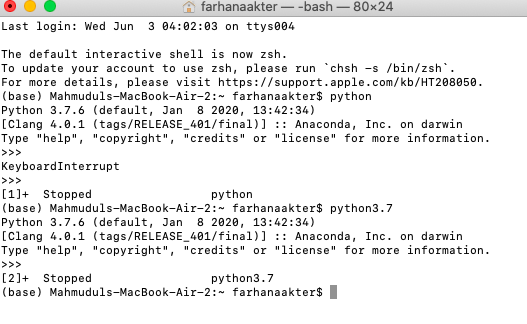 farhanaakter — -bash — 80×24
Last login: Wed Jun  3 04:02:03 on ttys004
The default interactive shell is now zsh.
To update your account to use zsh, please run `chsh -s /bin/zsh`.
For more details, please visit https://support.apple.com/kb/HT208050.
(base) Mahmuduls-MacBook-Air-2:~ farhanaakter$ python
Python 3.7.6 (default, Jan  8 2020, 13:42:34)
[Clang 4.0.1 (tags/RELEASE_401/final)] :: Anaconda, Inc. on darwin
Type "help", "copyright", "credits" or "license" for more information.
>>>
KeyboardInterrupt
>>>
[1]+  Stopped                 python
(base) Mahmuduls-MacBook-Air-2:~ farhanaakter$ python3.7
Python 3.7.6 (default, Jan  8 2020, 13:42:34)
[Clang 4.0.1 (tags/RELEASE_401/final)] :: Anaconda, Inc. on darwin
Type "help", "copyright", "credits" or "license" for more information.
>>>
[2]+  Stopped                 python3.7
(base) Mahmuduls-MacBook-Air-2:~ farhanaakter$